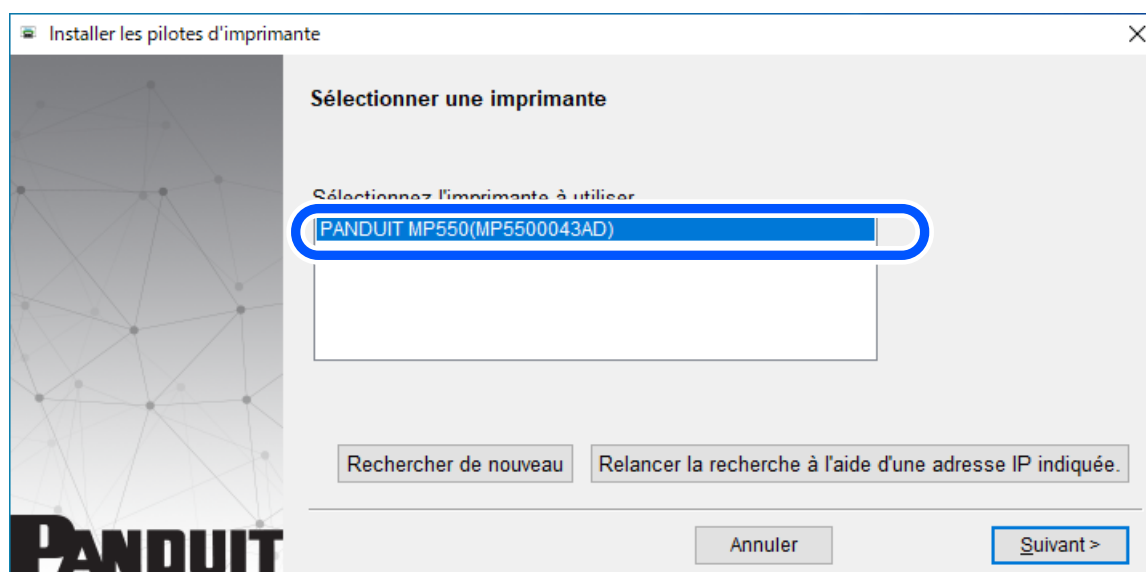 Installer les pilotes d'imprimante
Sélectionner une imprimante
Sélectionnez l'imprimante à utiliser
PANDUIT MP550(MP5500043AD)
Rechercher de nouveau
Relancer la recherche à l'aide d'une adresse IP indiquée.
PANDUIT
Annuler
Suivant >